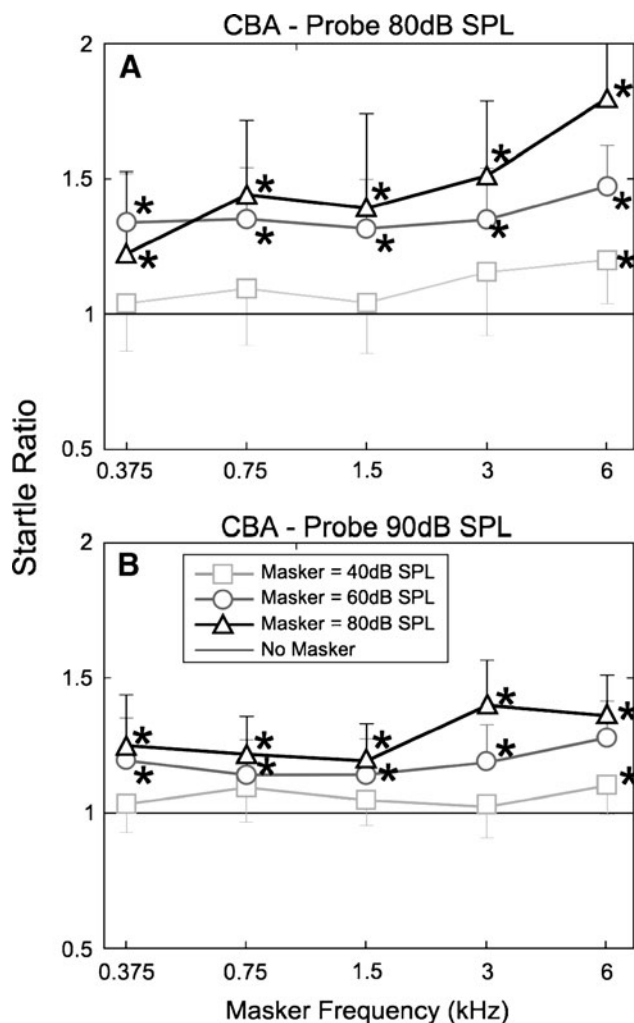 CBA - Probe 80dB SPL
A
2
1.5
1
0.5
0.375 0.75 1.5 3 6
Startle Ratio
CBA - Probe 90dB SPL
B
Masker = 40dB SPL
Masker = 60dB SPL
Masker = 80dB SPL
No Masker
2
1.5
1
0.5
0.375 0.75 1.5 3 6
Masker Frequency (kHz)